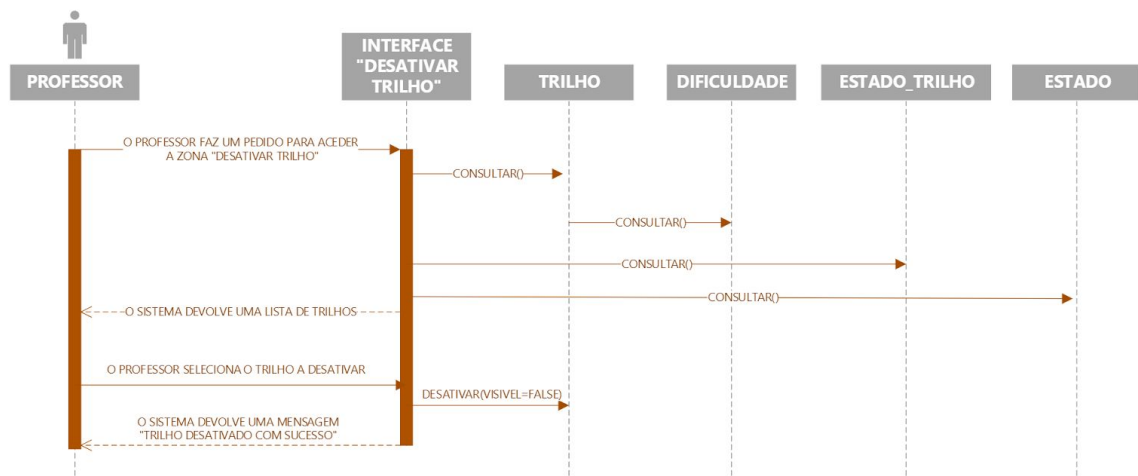 PROFESSOR
INTERFACE
"DESATIVAR
TRILHO"
TRILHO
DIFICULDADE
ESTADO_TRILHO
ESTADO
O PROFESSOR FAZ UM PEDIDO PARA ACEDER
A ZONA "DESATIVAR TRILHO"
CONSULTAR()
CONSULTAR()
CONSULTAR()
CONSULTAR()
O SISTEMA DEVOLVE UMA LISTA DE TRILHOS
O PROFESSOR SELECIONA O TRILHO A DESATIVAR
DESATIVAR(VISIVEL=FALSE)
O SISTEMA DEVOLVE UMA MENSAGEM
"TRILHO DESATIVADO COM SUCESSO"